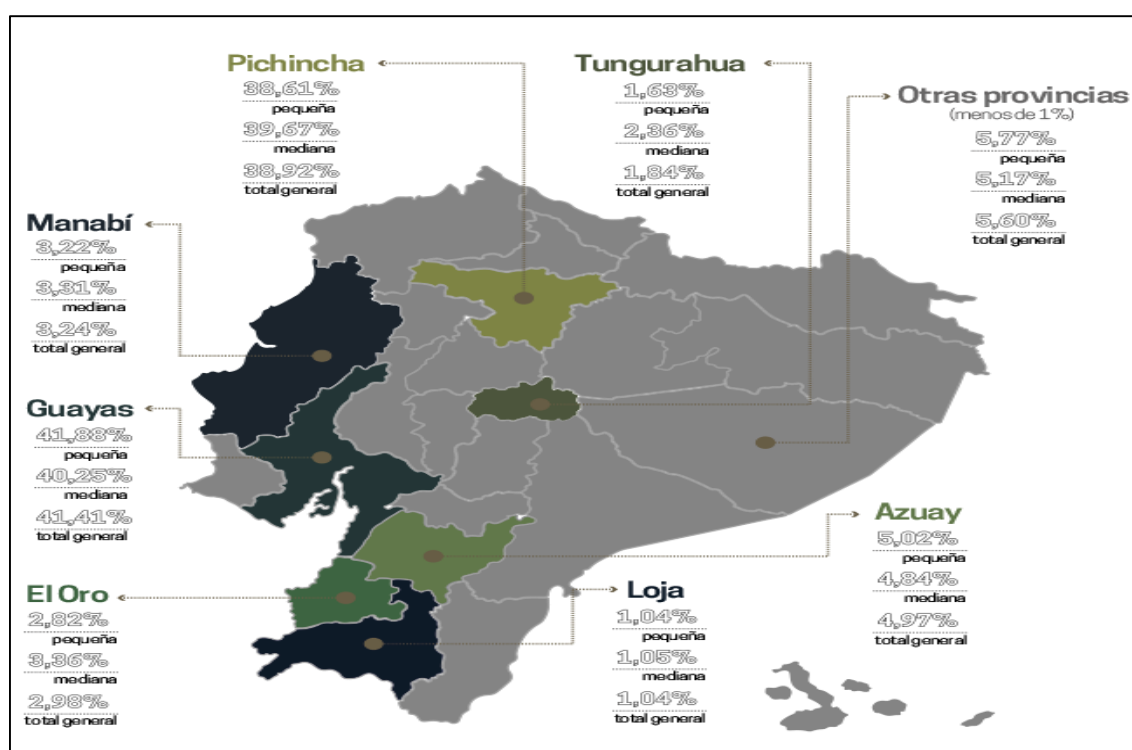 Pichincha
38,61%
pequeña
39,67%
mediana
38,92%
total general
Tungurahua
1,63%
pequeña
2,36%
mediana
1,84%
total general
Otras provincias
(menos de 1%)
5,77%
pequeña
5,17%
mediana
5,60%
total general
Manabí
3,22%
pequeña
3,31%
mediana
3,24%
total general
Guayas
41,88%
pequeña
40,25%
mediana
41,41%
total general
Azuay
5,02%
pequeña
4,84%
mediana
4,97%
total general
El Oro
2,82%
pequeña
3,36%
mediana
2,98%
total general
Loja
1,04%
pequeña
1,05%
mediana
1,04%
total general